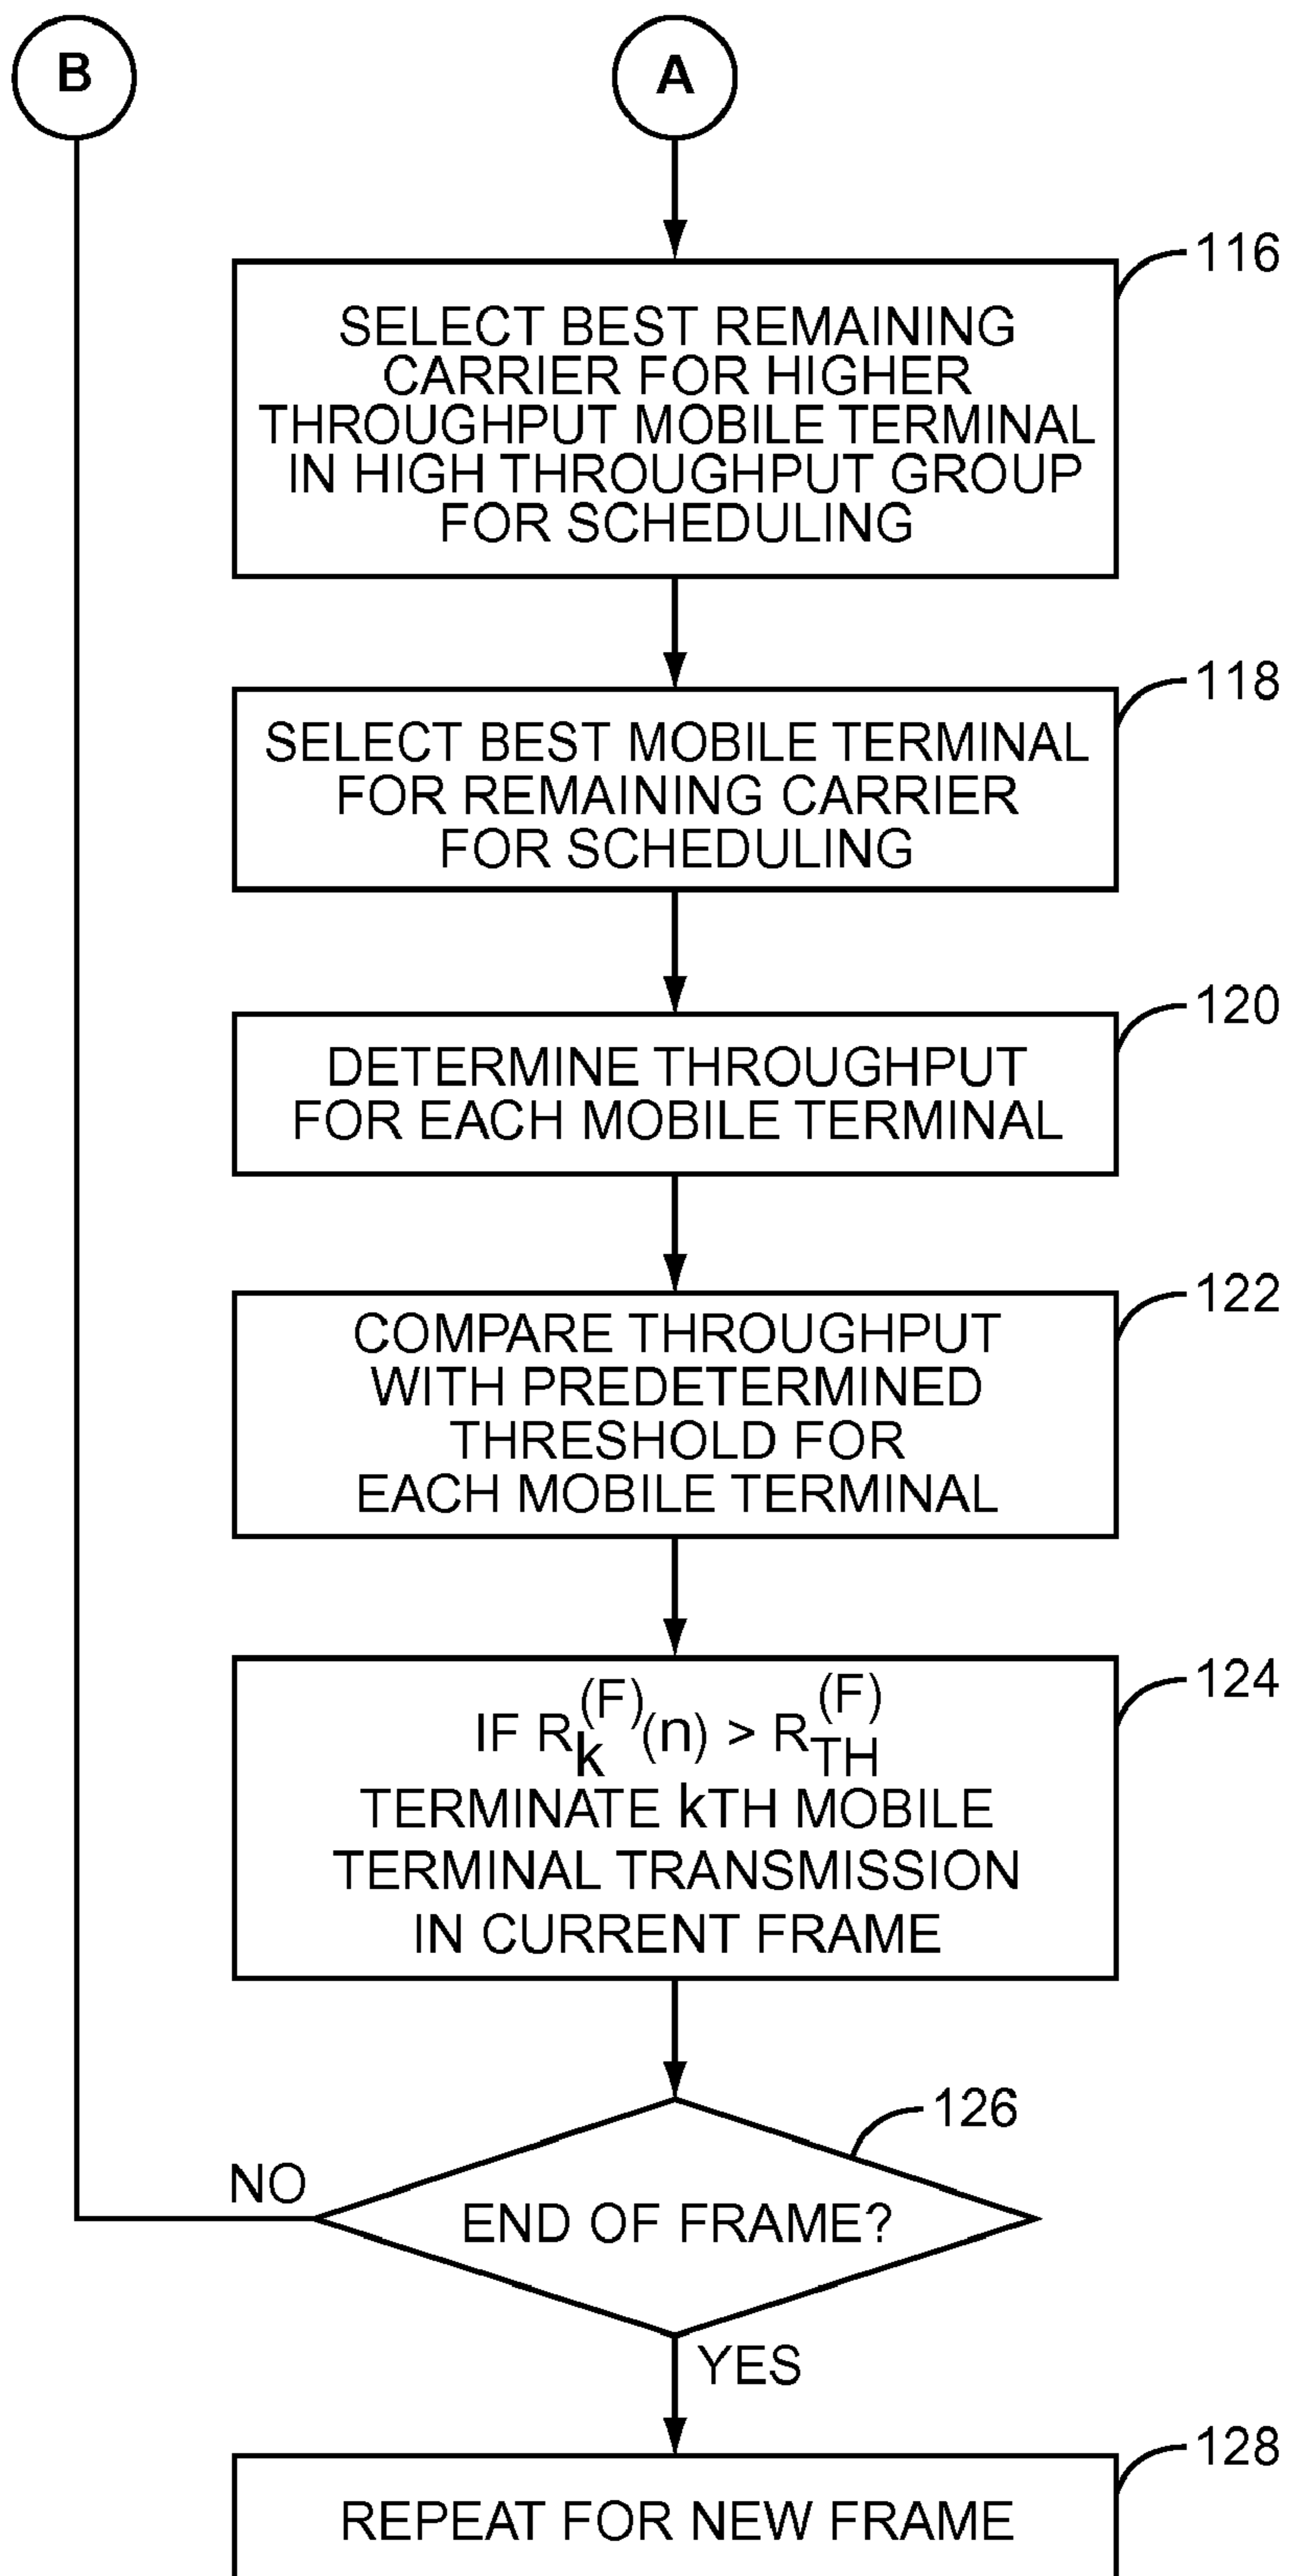 B
A
116
SELECT BEST REMAINING
CARRIER FOR HIGHER
THROUGHPUT MOBILE TERMINAL
IN HIGH THROUGHPUT GROUP
FOR SCHEDULING
118
SELECT BEST MOBILE TERMINAL
FOR REMAINING CARRIER
FOR SCHEDULING
120
DETERMINE THROUGHPUT
FOR EACH MOBILE TERMINAL
122
COMPARE THROUGHPUT
WITH PREDETERMINED
THRESHOLD FOR
EACH MOBILE TERMINAL
124
IF R_k^(F)(n) > R_TH^(F)
TERMINATE kTH MOBILE
TERMINAL TRANSMISSION
IN CURRENT FRAME
126
NO
END OF FRAME?
YES
128
REPEAT FOR NEW FRAME